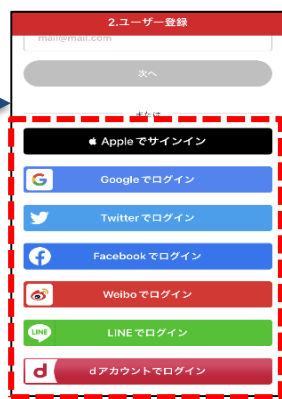 2.ユーザー登録
mail@mail.com
次へ
または
Appleでサインイン
G Googleでログイン
Twitterでログイン
f Facebookでログイン
Weiboでログイン
LINE LINEでログイン
d dアカウントでログイン